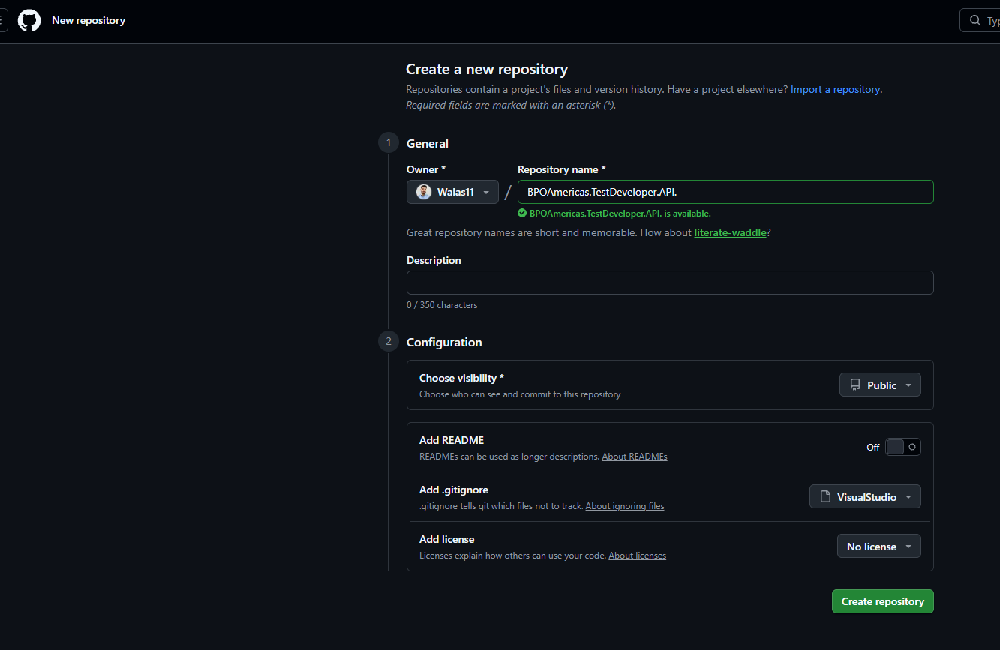 New repository
Typ
Create a new repository
Repositories contain a project's files and version history. Have a project elsewhere? Import a repository.
Required fields are marked with an asterisk (*).
1 General
Owner * Repository name *
Walas11 / BPOAmericas.TestDeveloper.API.
BPOAmericas.TestDeveloper.API. is available.
Great repository names are short and memorable. How about literate-waddle?
Description
0 / 350 characters
2 Configuration
Choose visibility *
Choose who can see and commit to this repository
Public
Add README
READMEs can be used as longer descriptions. About READMEs
Off
Add .gitignore
.gitignore tells git which files not to track. About ignoring files
VisualStudio
Add license
Licenses explain how others can use your code. About licenses
No license
Create repository